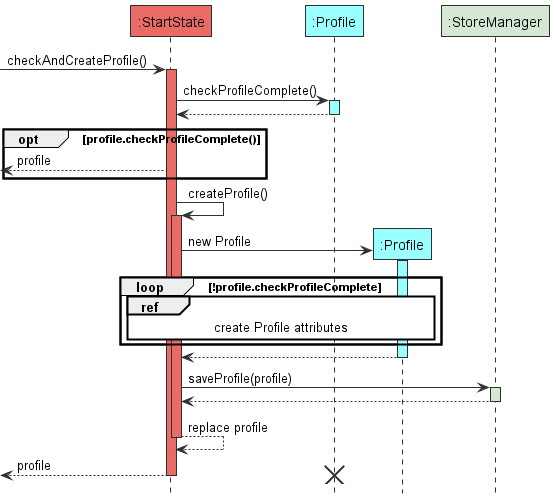 :StartState
:Profile
:StoreManager
checkAndCreateProfile()
checkProfileComplete()
opt
[profile.checkProfileComplete()]
profile
createProfile()
new Profile
:Profile
loop
[!profile.checkProfileComplete]
ref
create Profile attributes
saveProfile(profile)
replace profile
profile